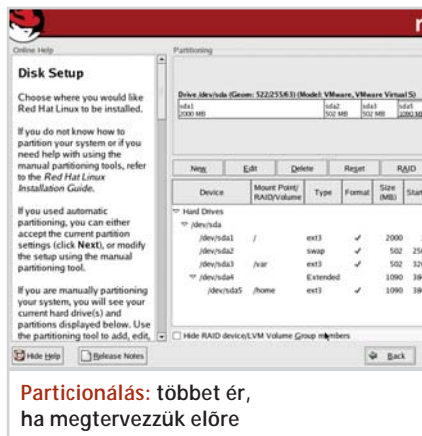 Online Help
Disk Setup
Choose where you would like
Red Hat Linux to be installed.
If you do not know how to
partition your system or if you
need help with using the
manual partitioning tools, refer
to the Red Hat Linux
Installation Guide.
If you used automatic
partitioning, you can either
accept the current partition
settings (click Next), or modify
the setup using the manual
partitioning tool.
If you are manually partitioning
your system, you will see your
current hard drive(s) and
partitions displayed below. Use
the partitioning tool to add, edit,
Hide Help
Release Notes
Partitioning
Drive /dev/sda (Geom: 522/255/63) (Model: VMware, VMware Virtual S)
sda1 sda2 sda3 sda5
2000 MB 502 MB 502 MB 1090 MB
New Edit Delete Reset RAID
Device Mount Point/ RAID/Volume Type Format Size (MB) Start
Hard Drives
/dev/sda
/dev/sda1 / ext3 ✓ 2000
/dev/sda2 swap ✓ 502
/dev/sda3 /var ext3 ✓ 502
/dev/sda4 Extended 1090
/dev/sda5 /home ext3 ✓ 1090
Hide RAID device/LVM Volume Group members
Back
Particionálás: többet ér,
ha megtervezzük elõre